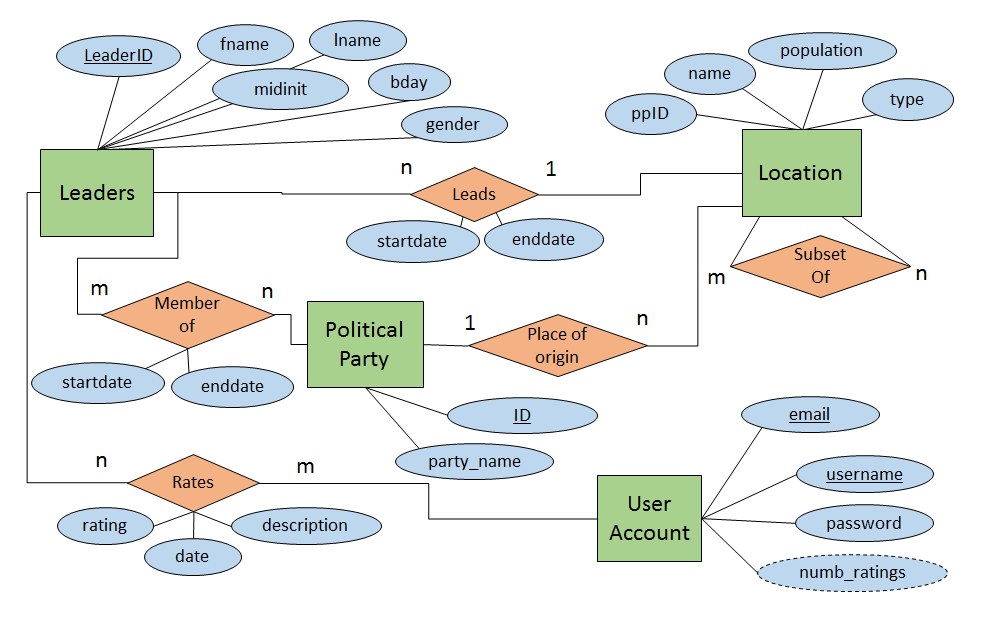 LeaderID
fname
lname
midinit
bday
gender
population
name
type
ppID
Leaders
n
Leads
1
Location
startdate
enddate
Subset
Of
m
n
m
Member
of
n
Political
Party
1
Place of
origin
n
startdate
enddate
ID
party_name
email
n
Rates
m
username
User
Account
rating
description
password
date
numb_ratings